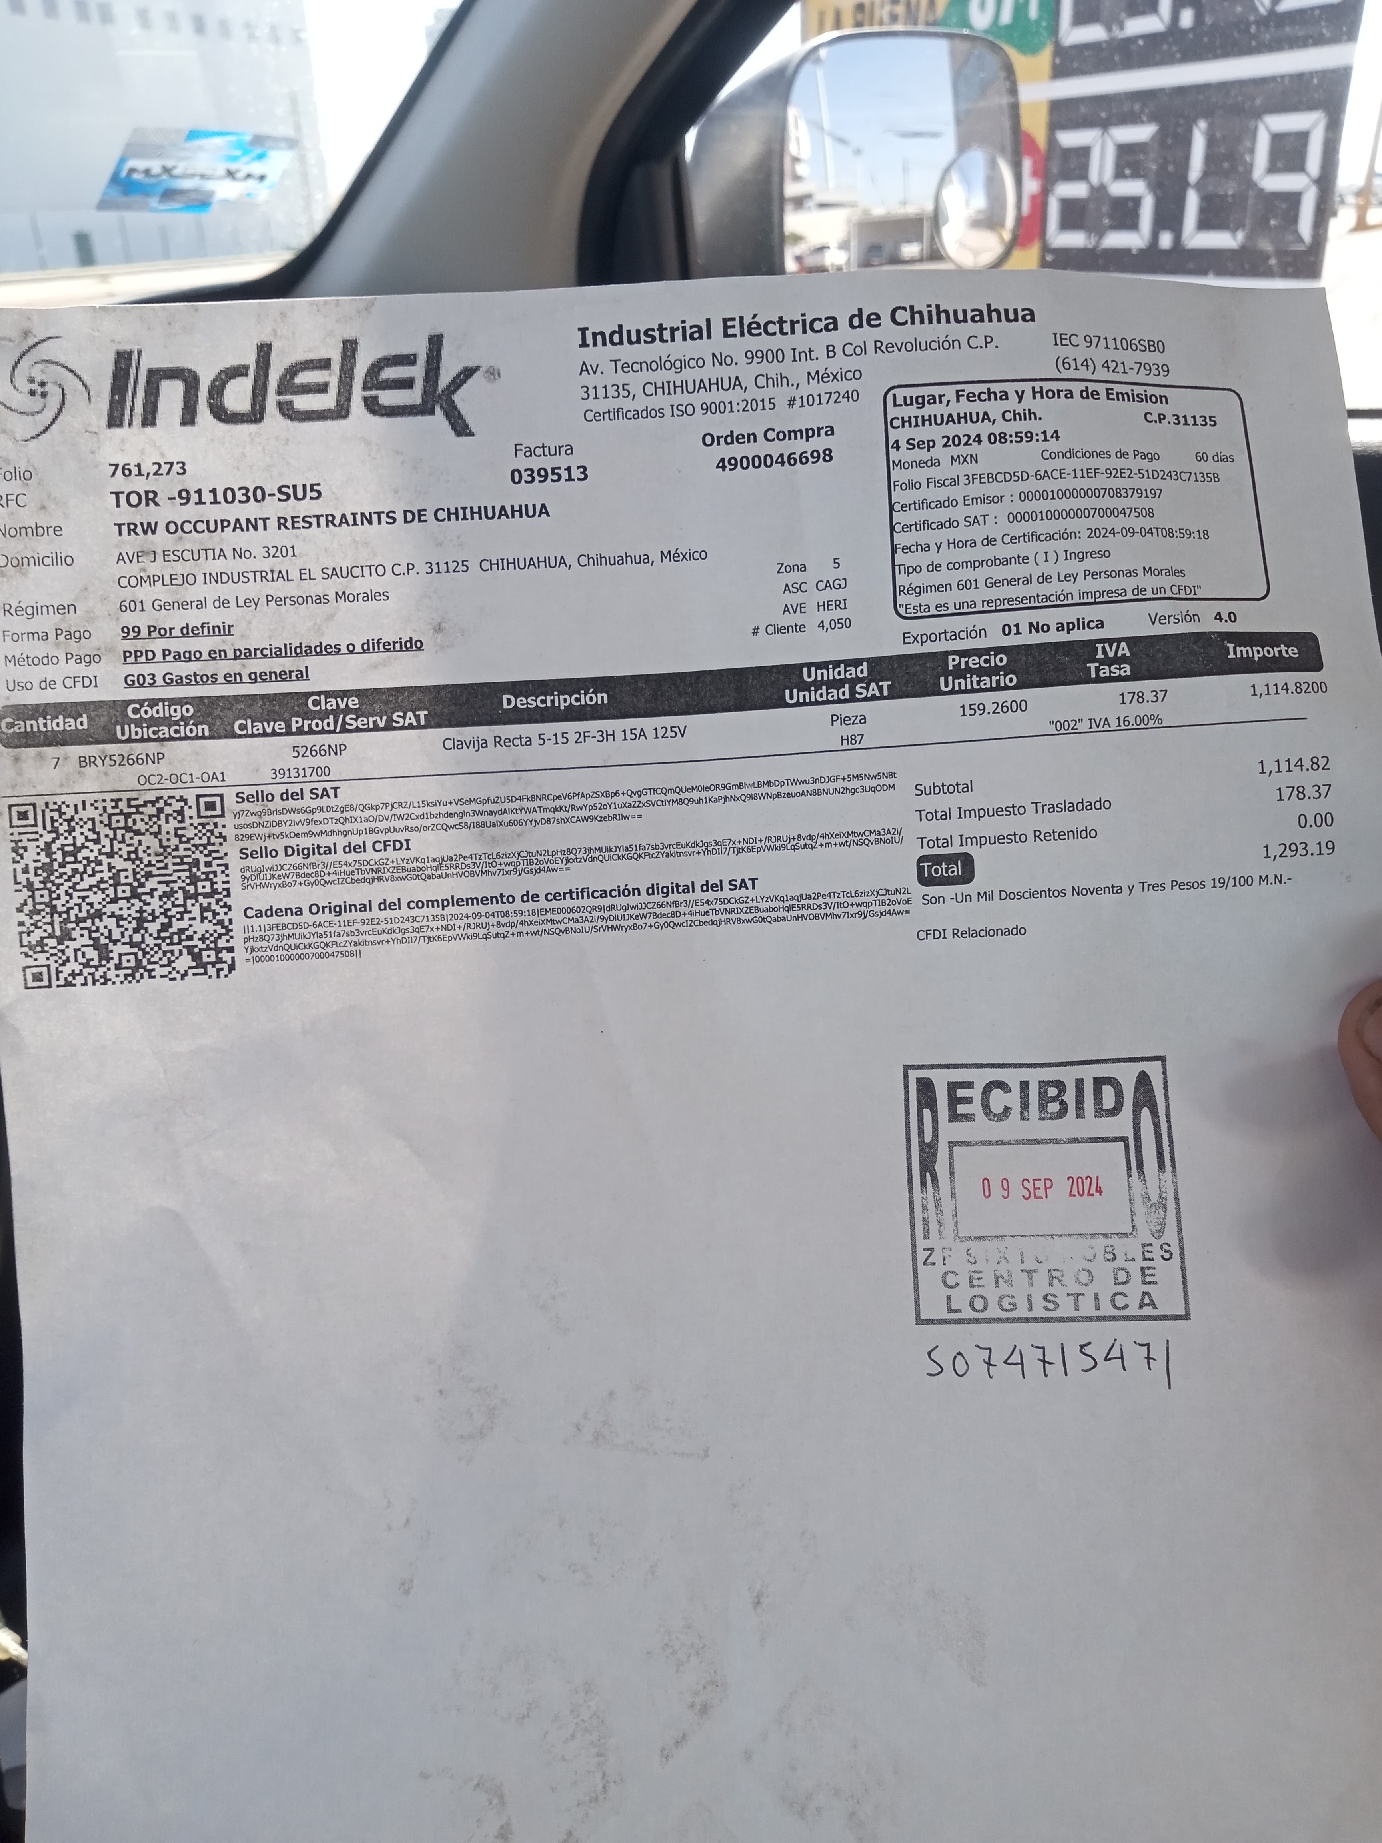 25.19
Indelek®
Industrial Eléctrica de Chihuahua
Av. Tecnológico No. 9900 Int. B Col Revolución C.P.
31135, CHIHUAHUA, Chih., México
Certificados ISO 9001:2015 #1017240
IEC 971106SB0
(614) 421-7939
Lugar, Fecha y Hora de Emision
CHIHUAHUA, Chih. C.P.31135
4 Sep 2024 08:59:14
Moneda MXN Condiciones de Pago 60 días
Folio Fiscal 3FEBCD5D-6ACE-11EF-92E2-51D243C7135B
Certificado Emisor : 00001000000708379197
Certificado SAT : 00001000000700047508
Fecha y Hora de Certificación: 2024-09-04T08:59:18
Tipo de comprobante ( I ) Ingreso
Régimen 601 General de Ley Personas Morales
"Esta es una representación impresa de un CFDI"
Factura
039513
Orden Compra
4900046698
olio 761,273
RFC TOR -911030-SU5
Nombre TRW OCCUPANT RESTRAINTS DE CHIHUAHUA
Domicilio AVE J ESCUTIA No. 3201
COMPLEJO INDUSTRIAL EL SAUCITO C.P. 31125 CHIHUAHUA, Chihuahua, México
Régimen 601 General de Ley Personas Morales
Forma Pago 99 Por definir
Método Pago PPD Pago en parcialidades o diferido
Uso de CFDI G03 Gastos en general
Zona 5
ASC CAGJ
AVE HERI
# Cliente 4,050
Exportación 01 No aplica Versión 4.0
Cantidad Código Ubicación Clave Clave Prod/Serv SAT Descripción Unidad Unidad SAT Precio Unitario IVA Tasa Importe
7 BRY5266NP 5266NP Clavija Recta 5-15 2F-3H 15A 125V Pieza 159.2600 178.37 1,114.8200
OC2-OC1-OA1 39131700 H87 "002" IVA 16.00%
Sello del SAT
Sello Digital del CFDI
Cadena Original del complemento de certificación digital del SAT
=|00001000000700047508||
Subtotal 1,114.82
Total Impuesto Trasladado 178.37
Total Impuesto Retenido 0.00
Total 1,293.19
Son -Un Mil Doscientos Noventa y Tres Pesos 19/100 M.N.-
CFDI Relacionado
RECIBIDO
09 SEP 2024
ZF
CENTRO DE
LOGISTICA
5074715471